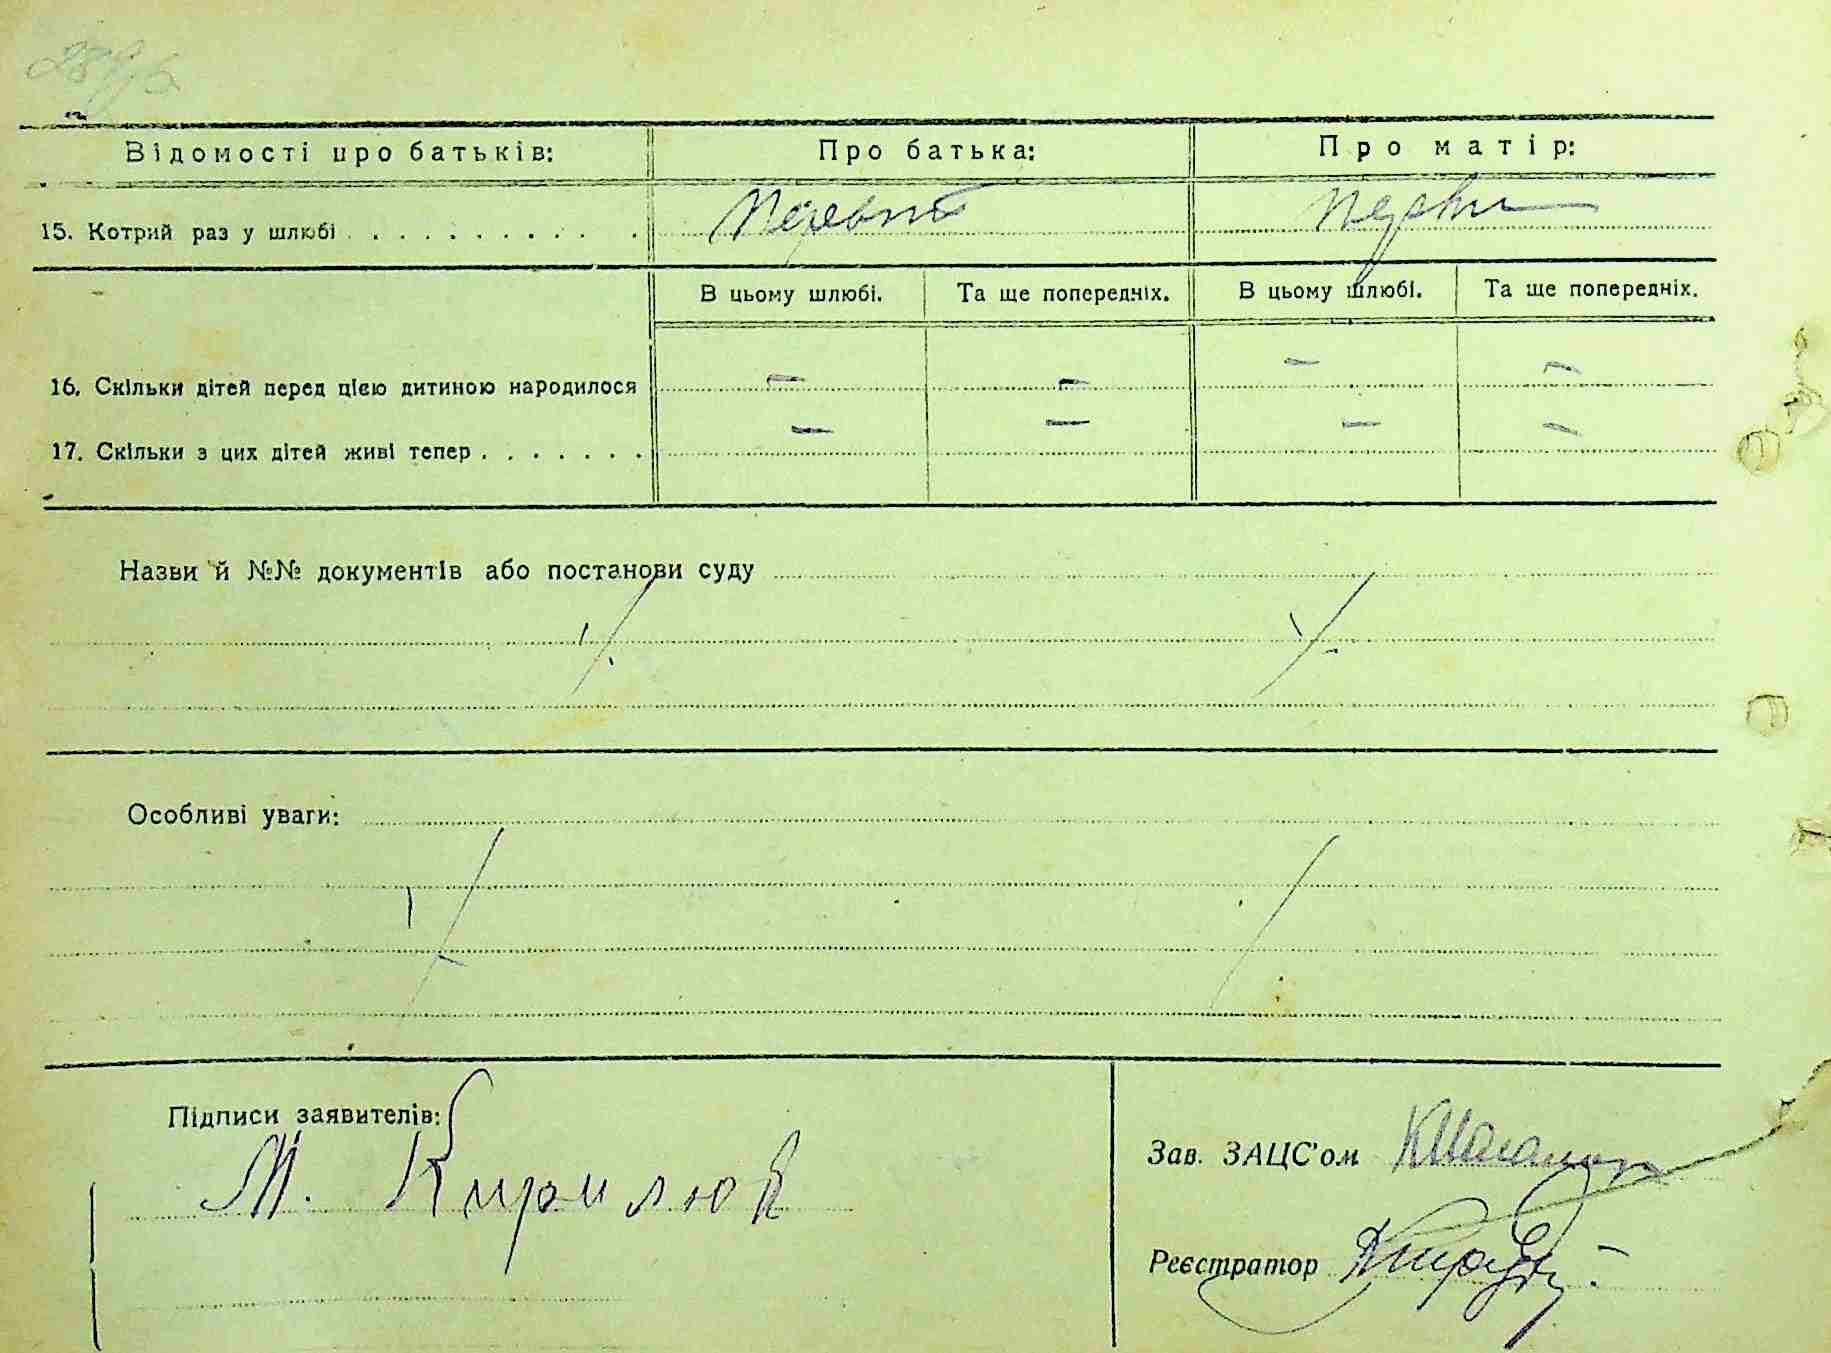 Відомості про батьків: Про батька: Про матір:
15. Котрий раз у шлюбі . . . . . . . . . .
В цьому шлюбі. Та ще попередніх. В цьому шлюбі. Та ще попередніх.
16. Скільки дітей перед цією дитиною народилося — — — —
17. Скільки з цих дітей живі тепер . . . . . . . — — — —
Назви й №№ документів або постанови суду
Особливі уваги:
Підписи заявителів:
М. Кирилюк
Зав. ЗАЦС'ом
Реєстратор